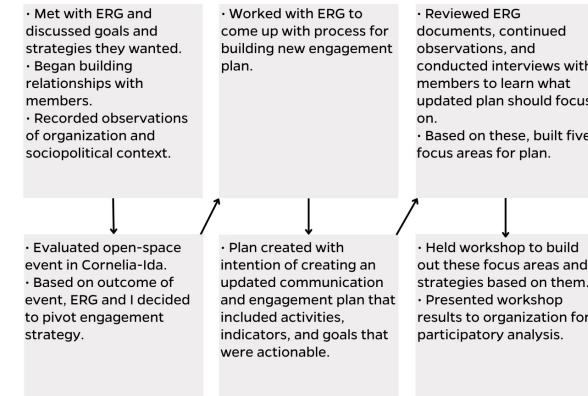 · Met with ERG and
discussed goals and
strategies they wanted.
· Began building
relationships with
members.
· Recorded observations
of organization and
sociopolitical context.
· Evaluated open-space
event in Cornelia-Ida.
· Based on outcome of
event, ERG and I decided
to pivot engagement
strategy.
· Worked with ERG to
come up with process for
building new engagement
plan.
· Plan created with
intention of creating an
updated communication
and engagement plan that
included activities,
indicators, and goals that
were actionable.
· Reviewed ERG
documents, continued
observations, and
conducted interviews with
members to learn what
updated plan should focus
on.
· Based on these, built five
focus areas for plan.
· Held workshop to build
out these focus areas and
strategies based on them.
· Presented workshop
results to organization for
participatory analysis.